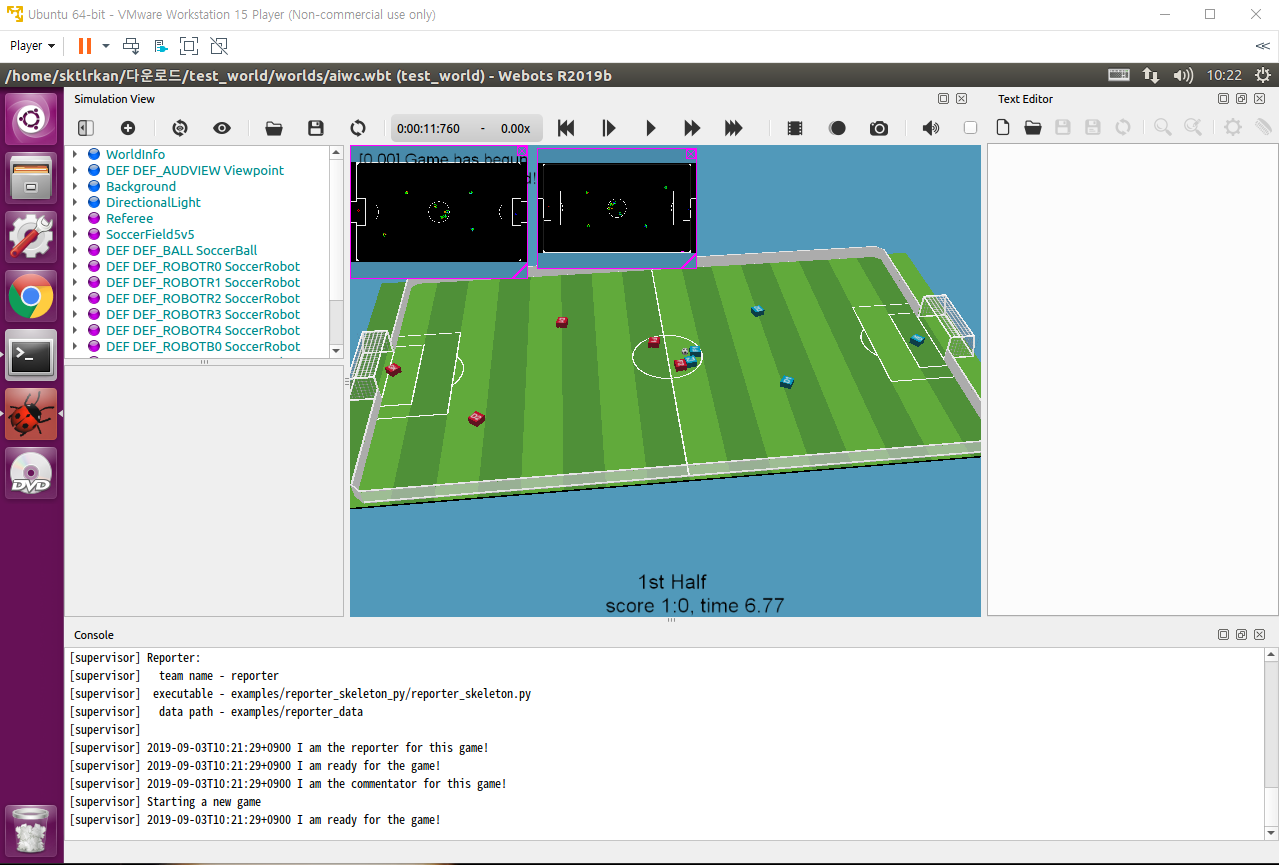 Ubuntu 64-bit - VMware Workstation 15 Player (Non-commercial use only)
Player
/home/sktlrkan/다운로드/test_world/worlds/aiwc.wbt (test_world) - Webots R2019b
10:22
Simulation View
Text Editor
0:00:11:760 - 0.00x
WorldInfo
DEF DEF_AUDVIEW Viewpoint
Background
DirectionalLight
Referee
SoccerField5v5
DEF DEF_BALL SoccerBall
DEF DEF_ROBOTR0 SoccerRobot
DEF DEF_ROBOTR1 SoccerRobot
DEF DEF_ROBOTR2 SoccerRobot
DEF DEF_ROBOTR3 SoccerRobot
DEF DEF_ROBOTR4 SoccerRobot
DEF DEF_ROBOTB0 SoccerRobot
[0.00] Game has begun
d!
1st Half
score 1:0, time 6.77
DVD
Console
[supervisor] Reporter:
[supervisor]   team name - reporter
[supervisor]  executable - examples/reporter_skeleton_py/reporter_skeleton.py
[supervisor]   data path - examples/reporter_data
[supervisor]
[supervisor] 2019-09-03T10:21:29+0900 I am the reporter for this game!
[supervisor] 2019-09-03T10:21:29+0900 I am ready for the game!
[supervisor] 2019-09-03T10:21:29+0900 I am the commentator for this game!
[supervisor] Starting a new game
[supervisor] 2019-09-03T10:21:29+0900 I am ready for the game!